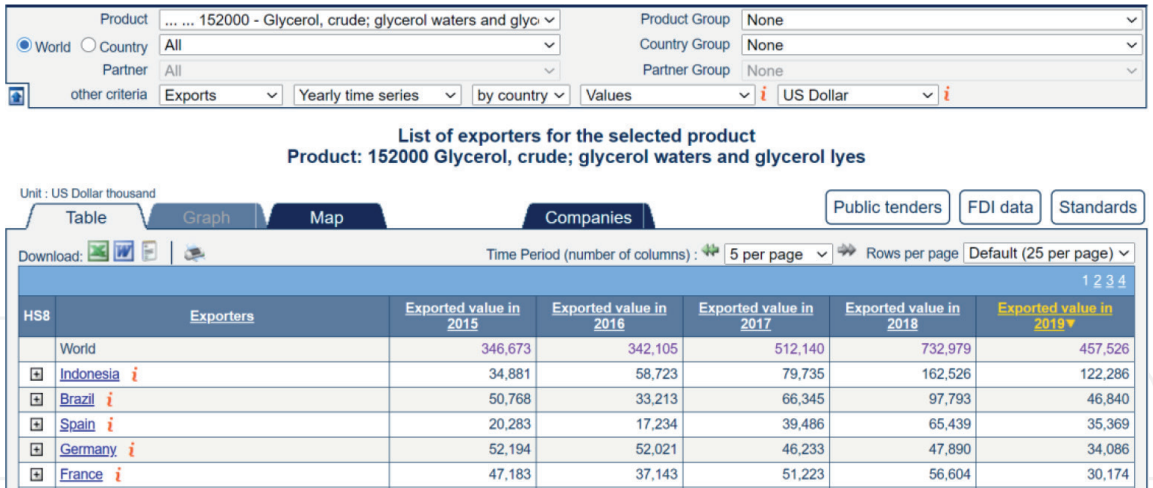 Product ... ... 152000 - Glycerol, crude; glycerol waters and glyc Product Group None
World Country All Country Group None
Partner All Partner Group None
other criteria Exports Yearly time series by country Values i US Dollar i
List of exporters for the selected product
Product: 152000 Glycerol, crude; glycerol waters and glycerol lyes
Unit : US Dollar thousand
Table Graph Map Companies Public tenders FDI data Standards
Download: Time Period (number of columns) : 5 per page Rows per page Default (25 per page)
1 2 3 4
HS8 Exporters Exported value in 2015 Exported value in 2016 Exported value in 2017 Exported value in 2018 Exported value in 2019
World 346,673 342,105 512,140 732,979 457,526
Indonesia i 34,881 58,723 79,735 162,526 122,286
Brazil i 50,768 33,213 66,345 97,793 46,840
Spain i 20,283 17,234 39,486 65,439 35,369
Germany i 52,194 52,021 46,233 47,890 34,086
France i 47,183 37,143 51,223 56,604 30,174